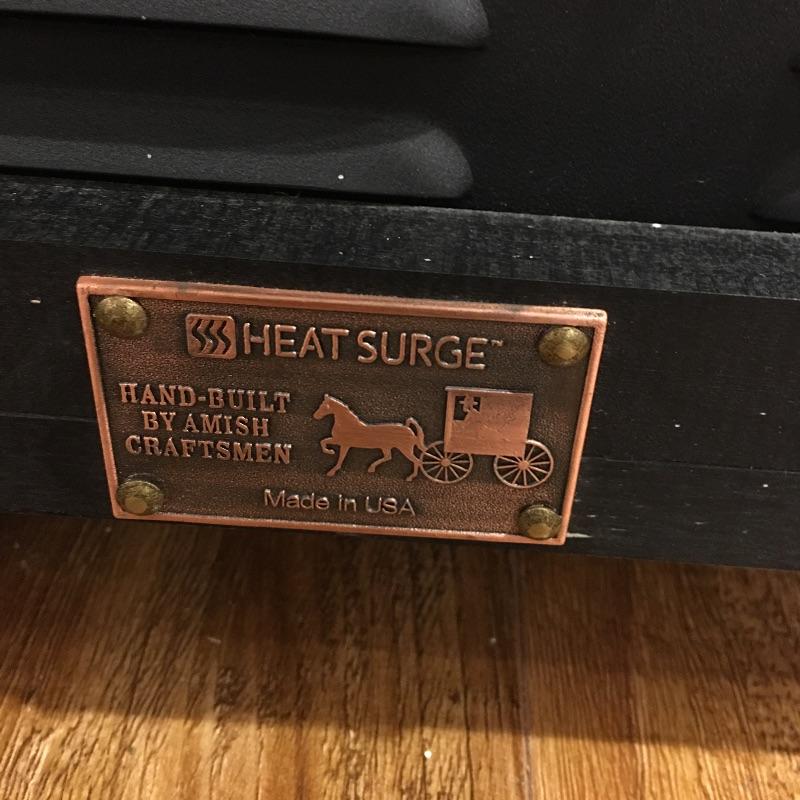 HEAT SURGE™
HAND-BUILT
BY AMISH
CRAFTSMEN
Made in USA